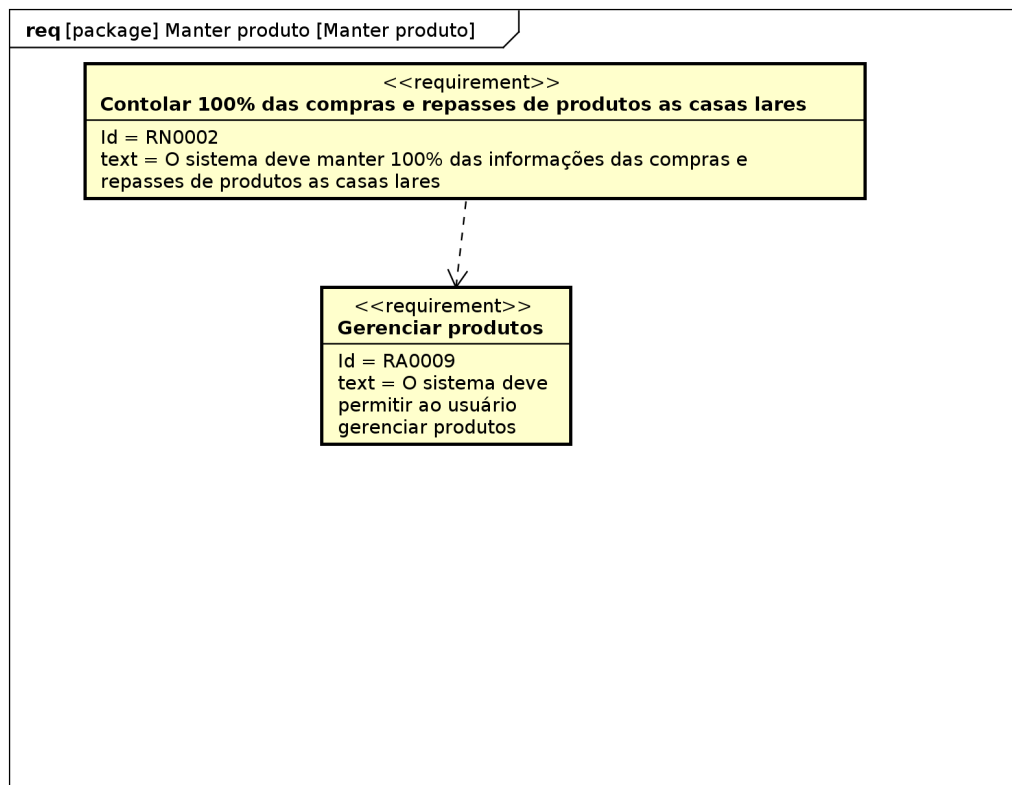 req [package] Manter produto [Manter produto]
<<requirement>>
Contolar 100% das compras e repasses de produtos as casas lares
Id = RN0002
text = O sistema deve manter 100% das informações das compras e
repasses de produtos as casas lares
<<requirement>>
Gerenciar produtos
Id = RA0009
text = O sistema deve
permitir ao usuário
gerenciar produtos